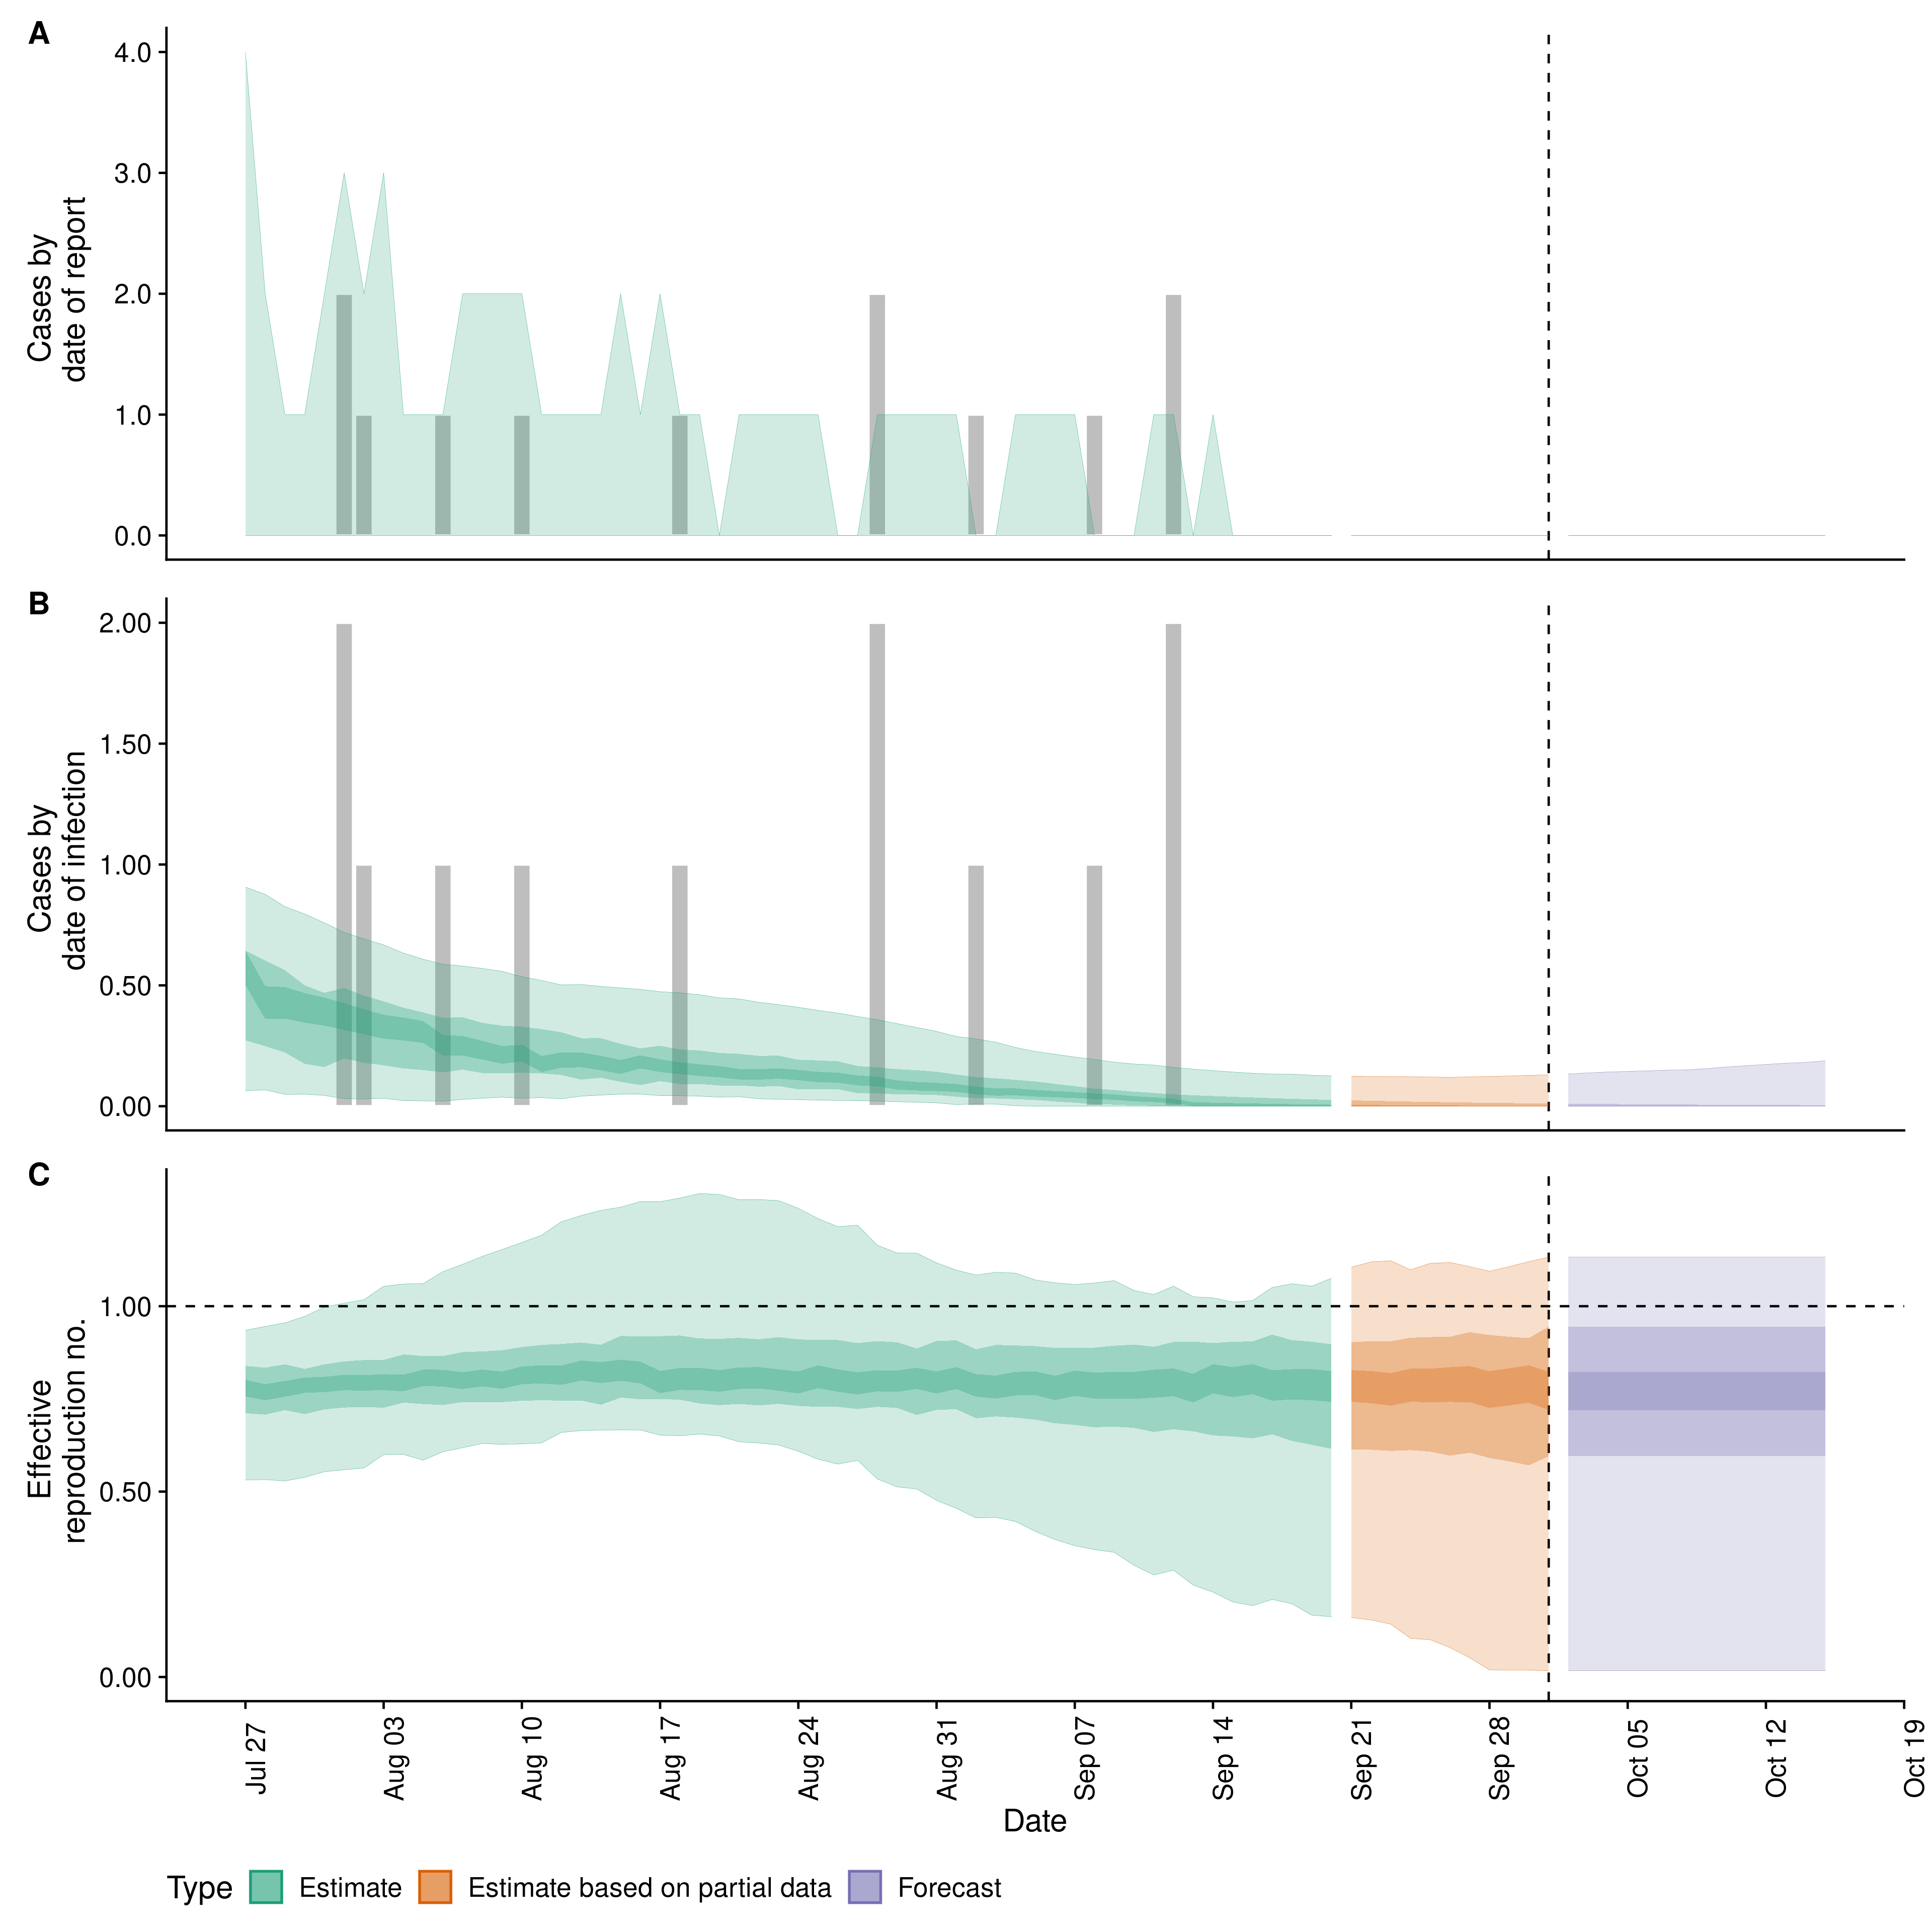 A
Cases by
date of report
4.0
3.0
2.0
1.0
0.0
B
Cases by
date of infection
2.00
1.50
1.00
0.50
0.00
C
Effective
reproduction no.
1.00
0.50
0.00
Jul 27
Aug 03
Aug 10
Aug 17
Aug 24
Aug 31
Sep 07
Sep 14
Sep 21
Sep 28
Oct 05
Oct 12
Oct 19
Date
Type Estimate Estimate based on partial data Forecast